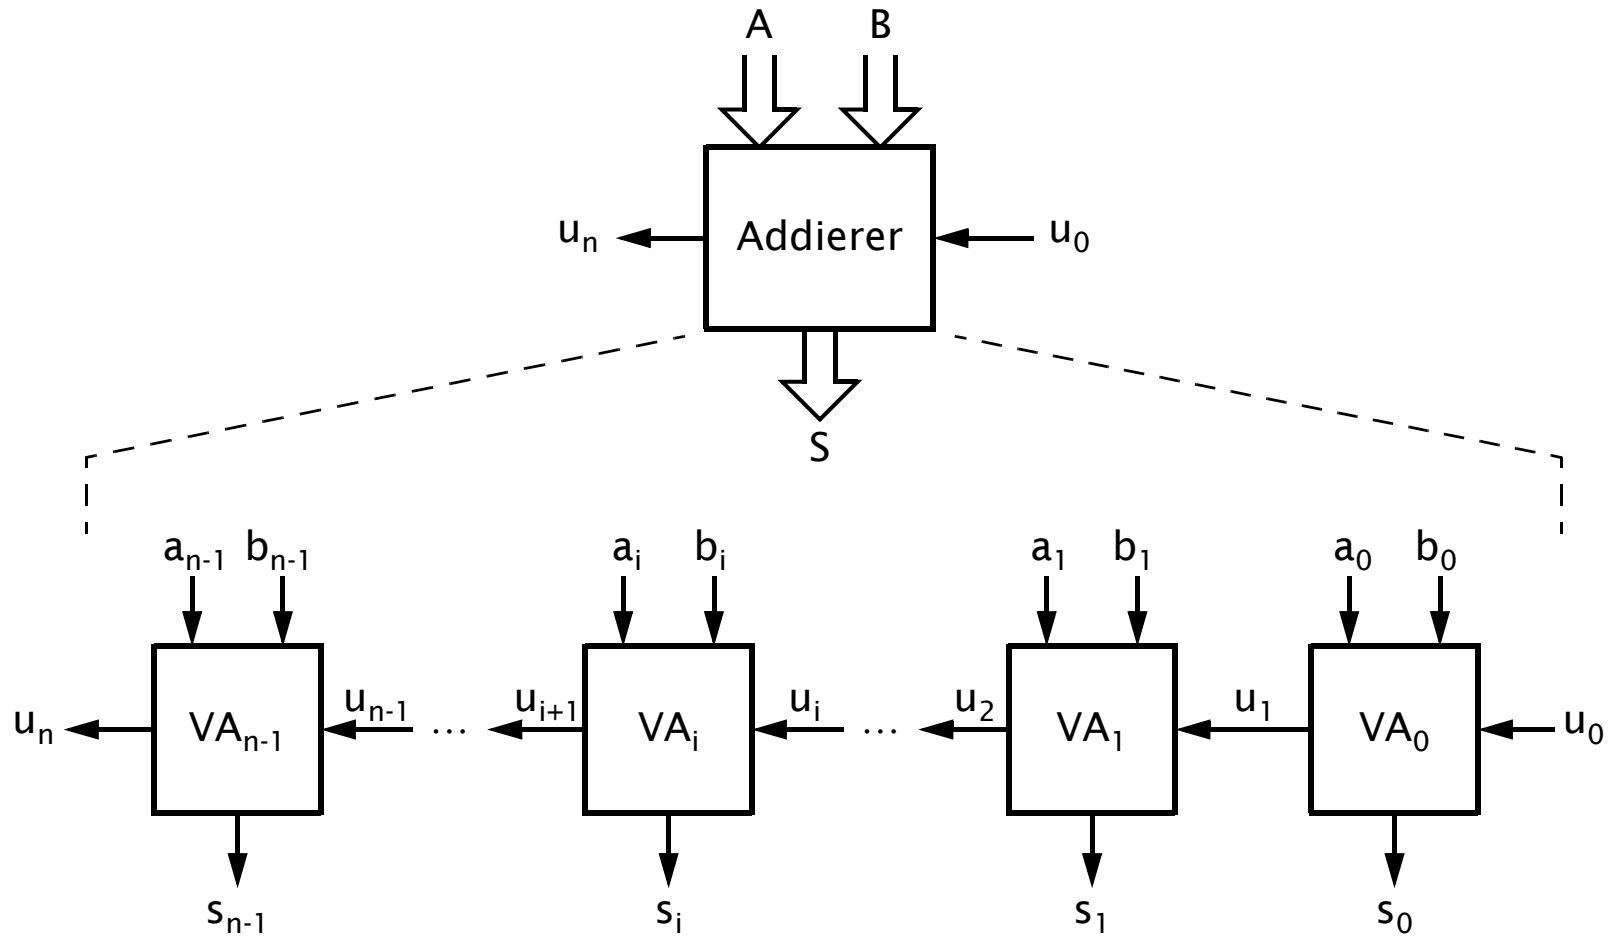 A B
u_n Addierer u_0
S
a_{n-1} b_{n-1} a_i b_i a_1 b_1 a_0 b_0
u_n VA_{n-1} u_{n-1} ... u_{i+1} VA_i u_i ... u_2 VA_1 u_1 VA_0 u_0
s_{n-1} s_i s_1 s_0